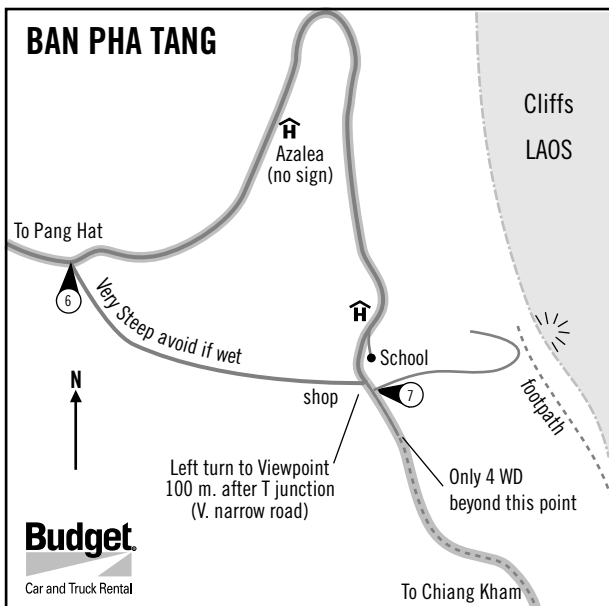 BAN PHA TANG
Cliffs
LAOS
H
Azalea
(no sign)
To Pang Hat
6
Very Steep avoid if wet
H
School
N
shop
7
footpath
Left turn to Viewpoint
100 m. after T junction
(V. narrow road)
Only 4 WD
beyond this point
Budget®
Car and Truck Rental
To Chiang Kham